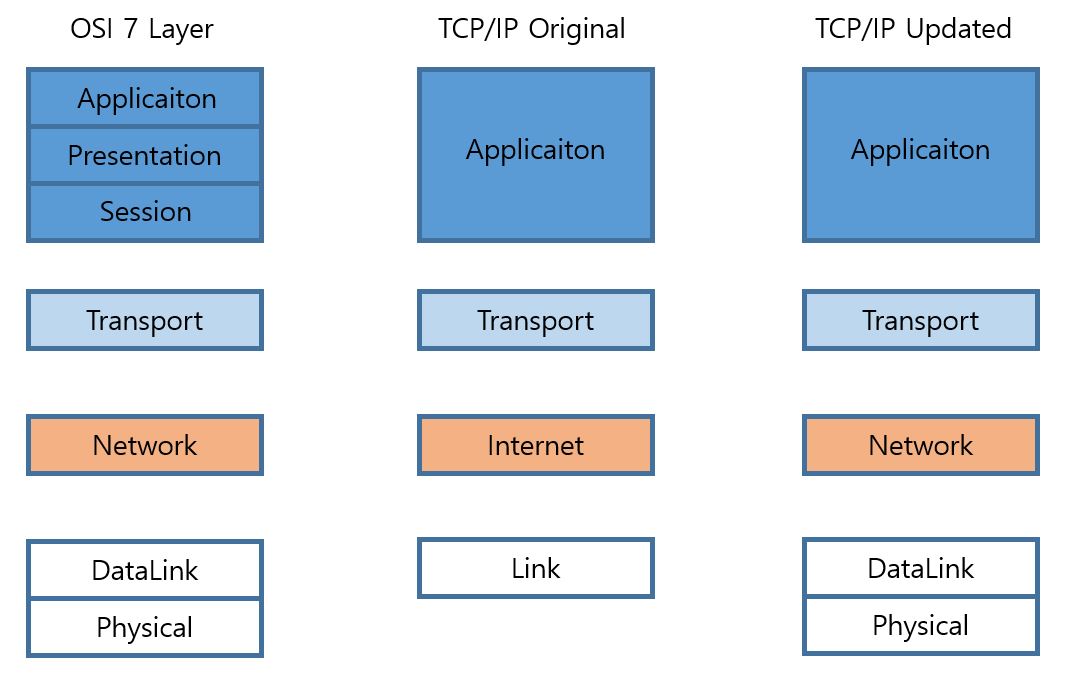 OSI 7 Layer
Applicaiton
Presentation
Session
Transport
Network
DataLink
Physical
TCP/IP Original
Applicaiton
Transport
Internet
Link
TCP/IP Updated
Applicaiton
Transport
Network
DataLink
Physical